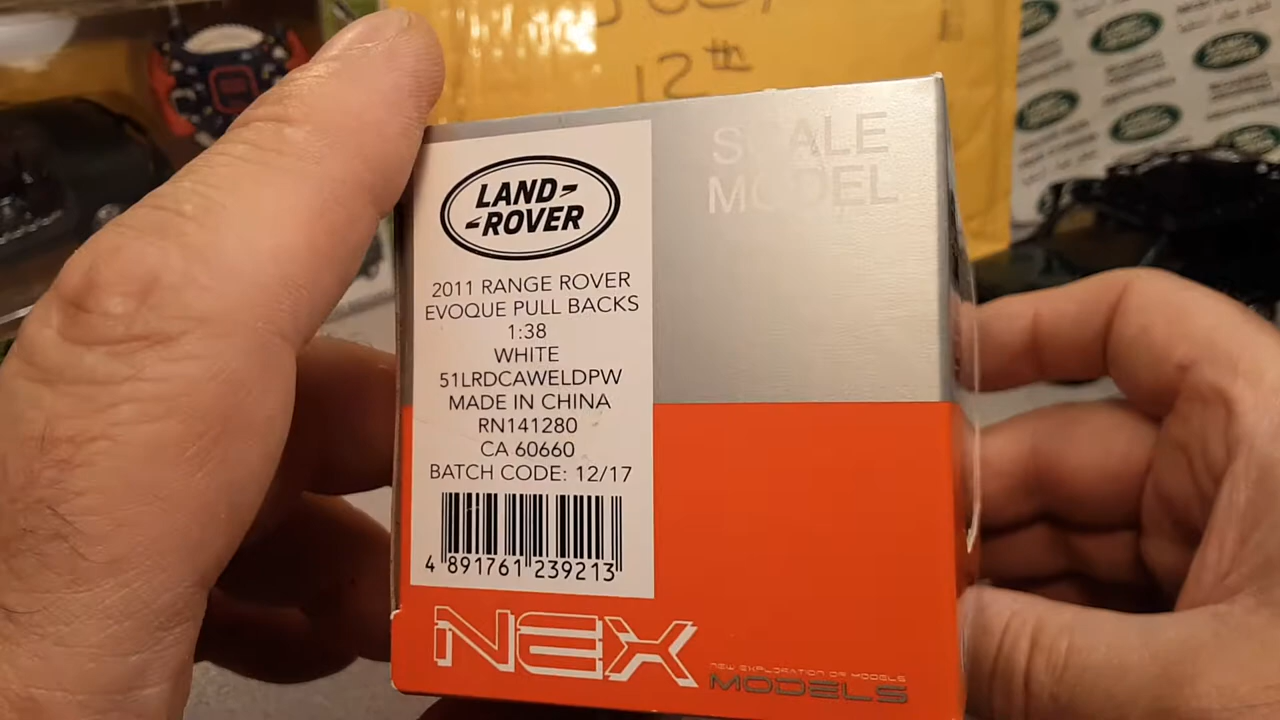 12th
SCALE
MODEL
LAND-
-ROVER
2011 RANGE ROVER
EVOQUE PULL BACKS
1:38
WHITE
51LRDCAWELDPW
MADE IN CHINA
RN141280
CA 60660
BATCH CODE: 12/17
4 891761 239213
NEX
NEW EXPLORATION OF MODELS
MODELS